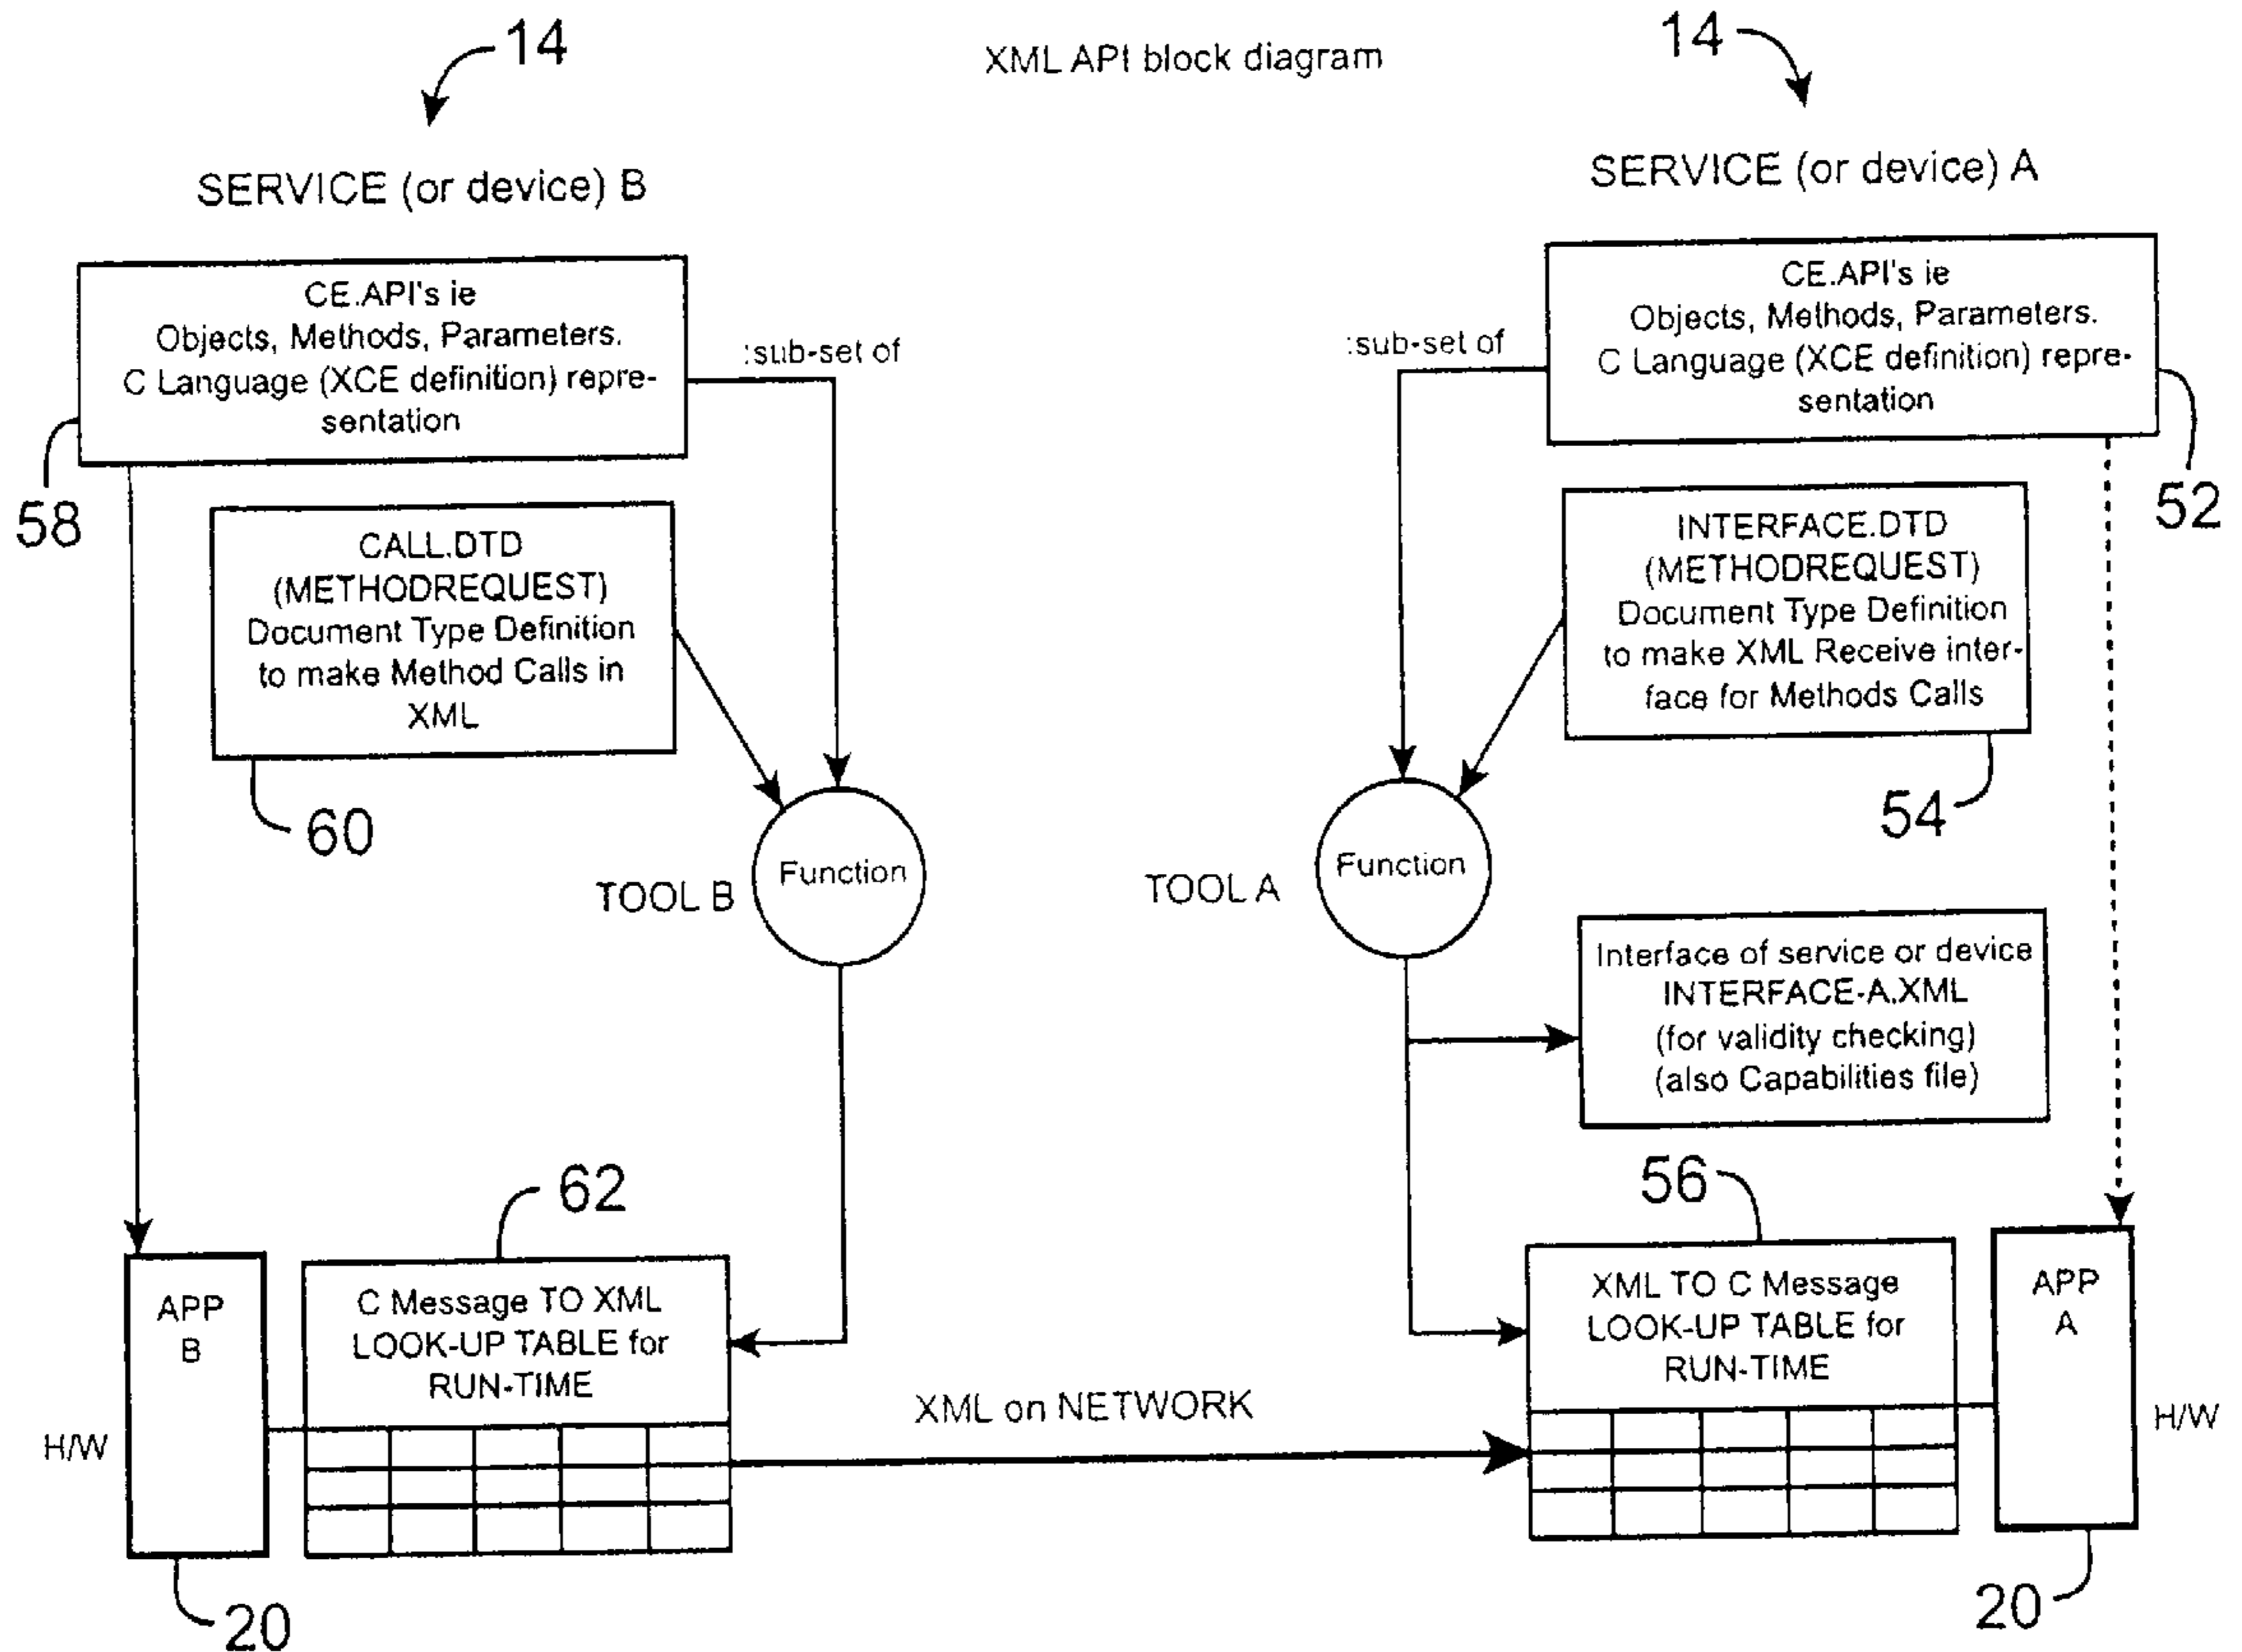 14
XML API block diagram
14
SERVICE (or device) B
SERVICE (or device) A
CE.API's ie
Objects, Methods, Parameters.
C Language (XCE definition) repre-
sentation
:sub-set of
58
:sub-set of
CE.API's ie
Objects, Methods, Parameters.
C Language (XCE definition) repre-
sentation
52
CALL.DTD
(METHODREQUEST)
Document Type Definition
to make Method Calls in
XML
60
INTERFACE.DTD
(METHODREQUEST)
Document Type Definition
to make XML Receive inter-
face for Methods Calls
54
TOOL B
Function
TOOL A
Function
Interface of service or device
INTERFACE-A.XML
(for validity checking)
(also Capabilities file)
62
56
APP
B
C Message TO XML
LOOK-UP TABLE for
RUN-TIME
XML TO C Message
LOOK-UP TABLE for
RUN-TIME
APP
A
H/W
XML on NETWORK
H/W
20
20